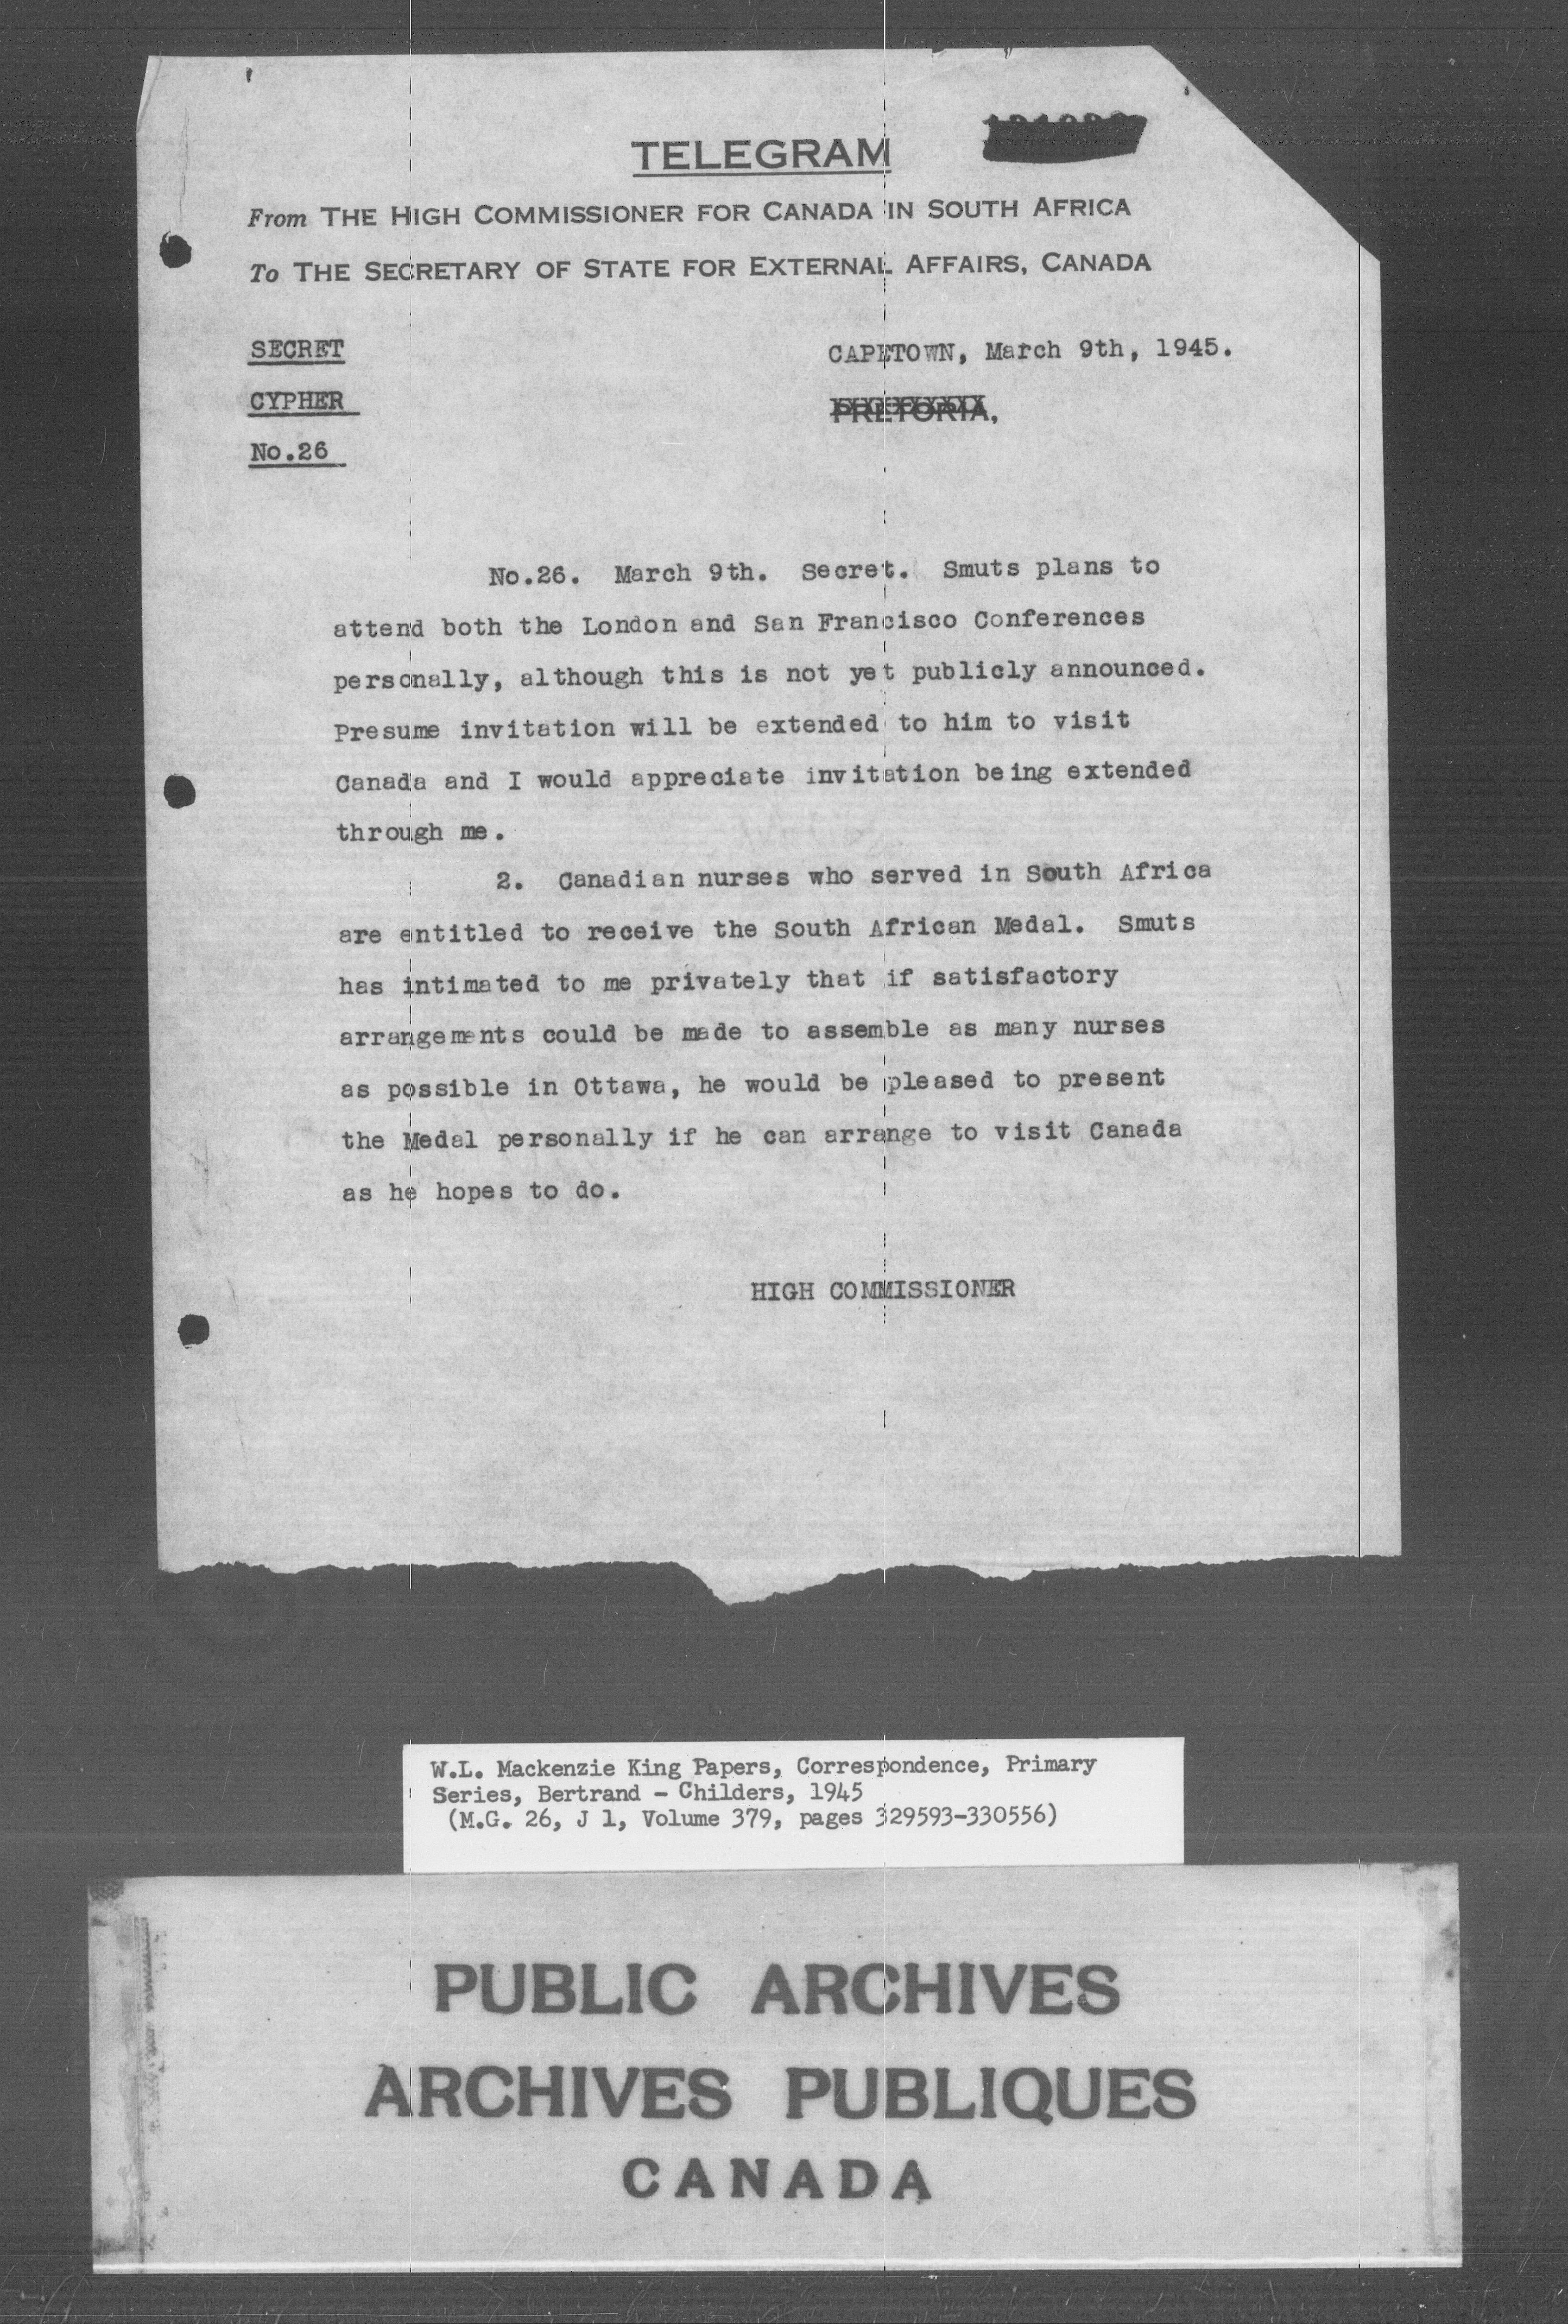 TELEGRAM
From THE HIGH COMMISSIONER FOR CANADA IN SOUTH AFRICA
To THE SECRETARY OF STATE FOR EXTERNAL AFFAIRS, CANADA
SECRET
CAPETOWN, March 9th, 1945.
CYPHER
PRETORIA,
No.26
No.26. March 9th. Secret. Smuts plans to
attend both the London and San Francisco Conferences
personally, although this is not yet publicly announced.
Presume invitation will be extended to him to visit
Canada and I would appreciate invitation being extended
through me.
2. Canadian nurses who served in South Africa
are entitled to receive the South African Medal. Smuts
has intimated to me privately that if satisfactory
arrangements could be made to assemble as many nurses
as possible in Ottawa, he would be pleased to present
the Medal personally if he can arrange to visit Canada
as he hopes to do.
HIGH COMMISSIONER
W.L. Mackenzie King Papers, Correspondence, Primary
Series, Bertrand - Childers, 1945
(M.G. 26, J 1, Volume 379, pages 329593-330556)
PUBLIC ARCHIVES
ARCHIVES PUBLIQUES
CANADA